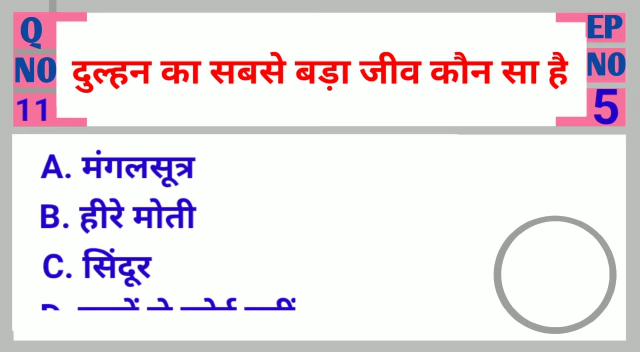 Q
NO
11
दुल्हन का सबसे बड़ा जीव कौन सा है
EP
NO
5
A. मंगलसूत्र
B. हीरे मोती
C. सिंदूर